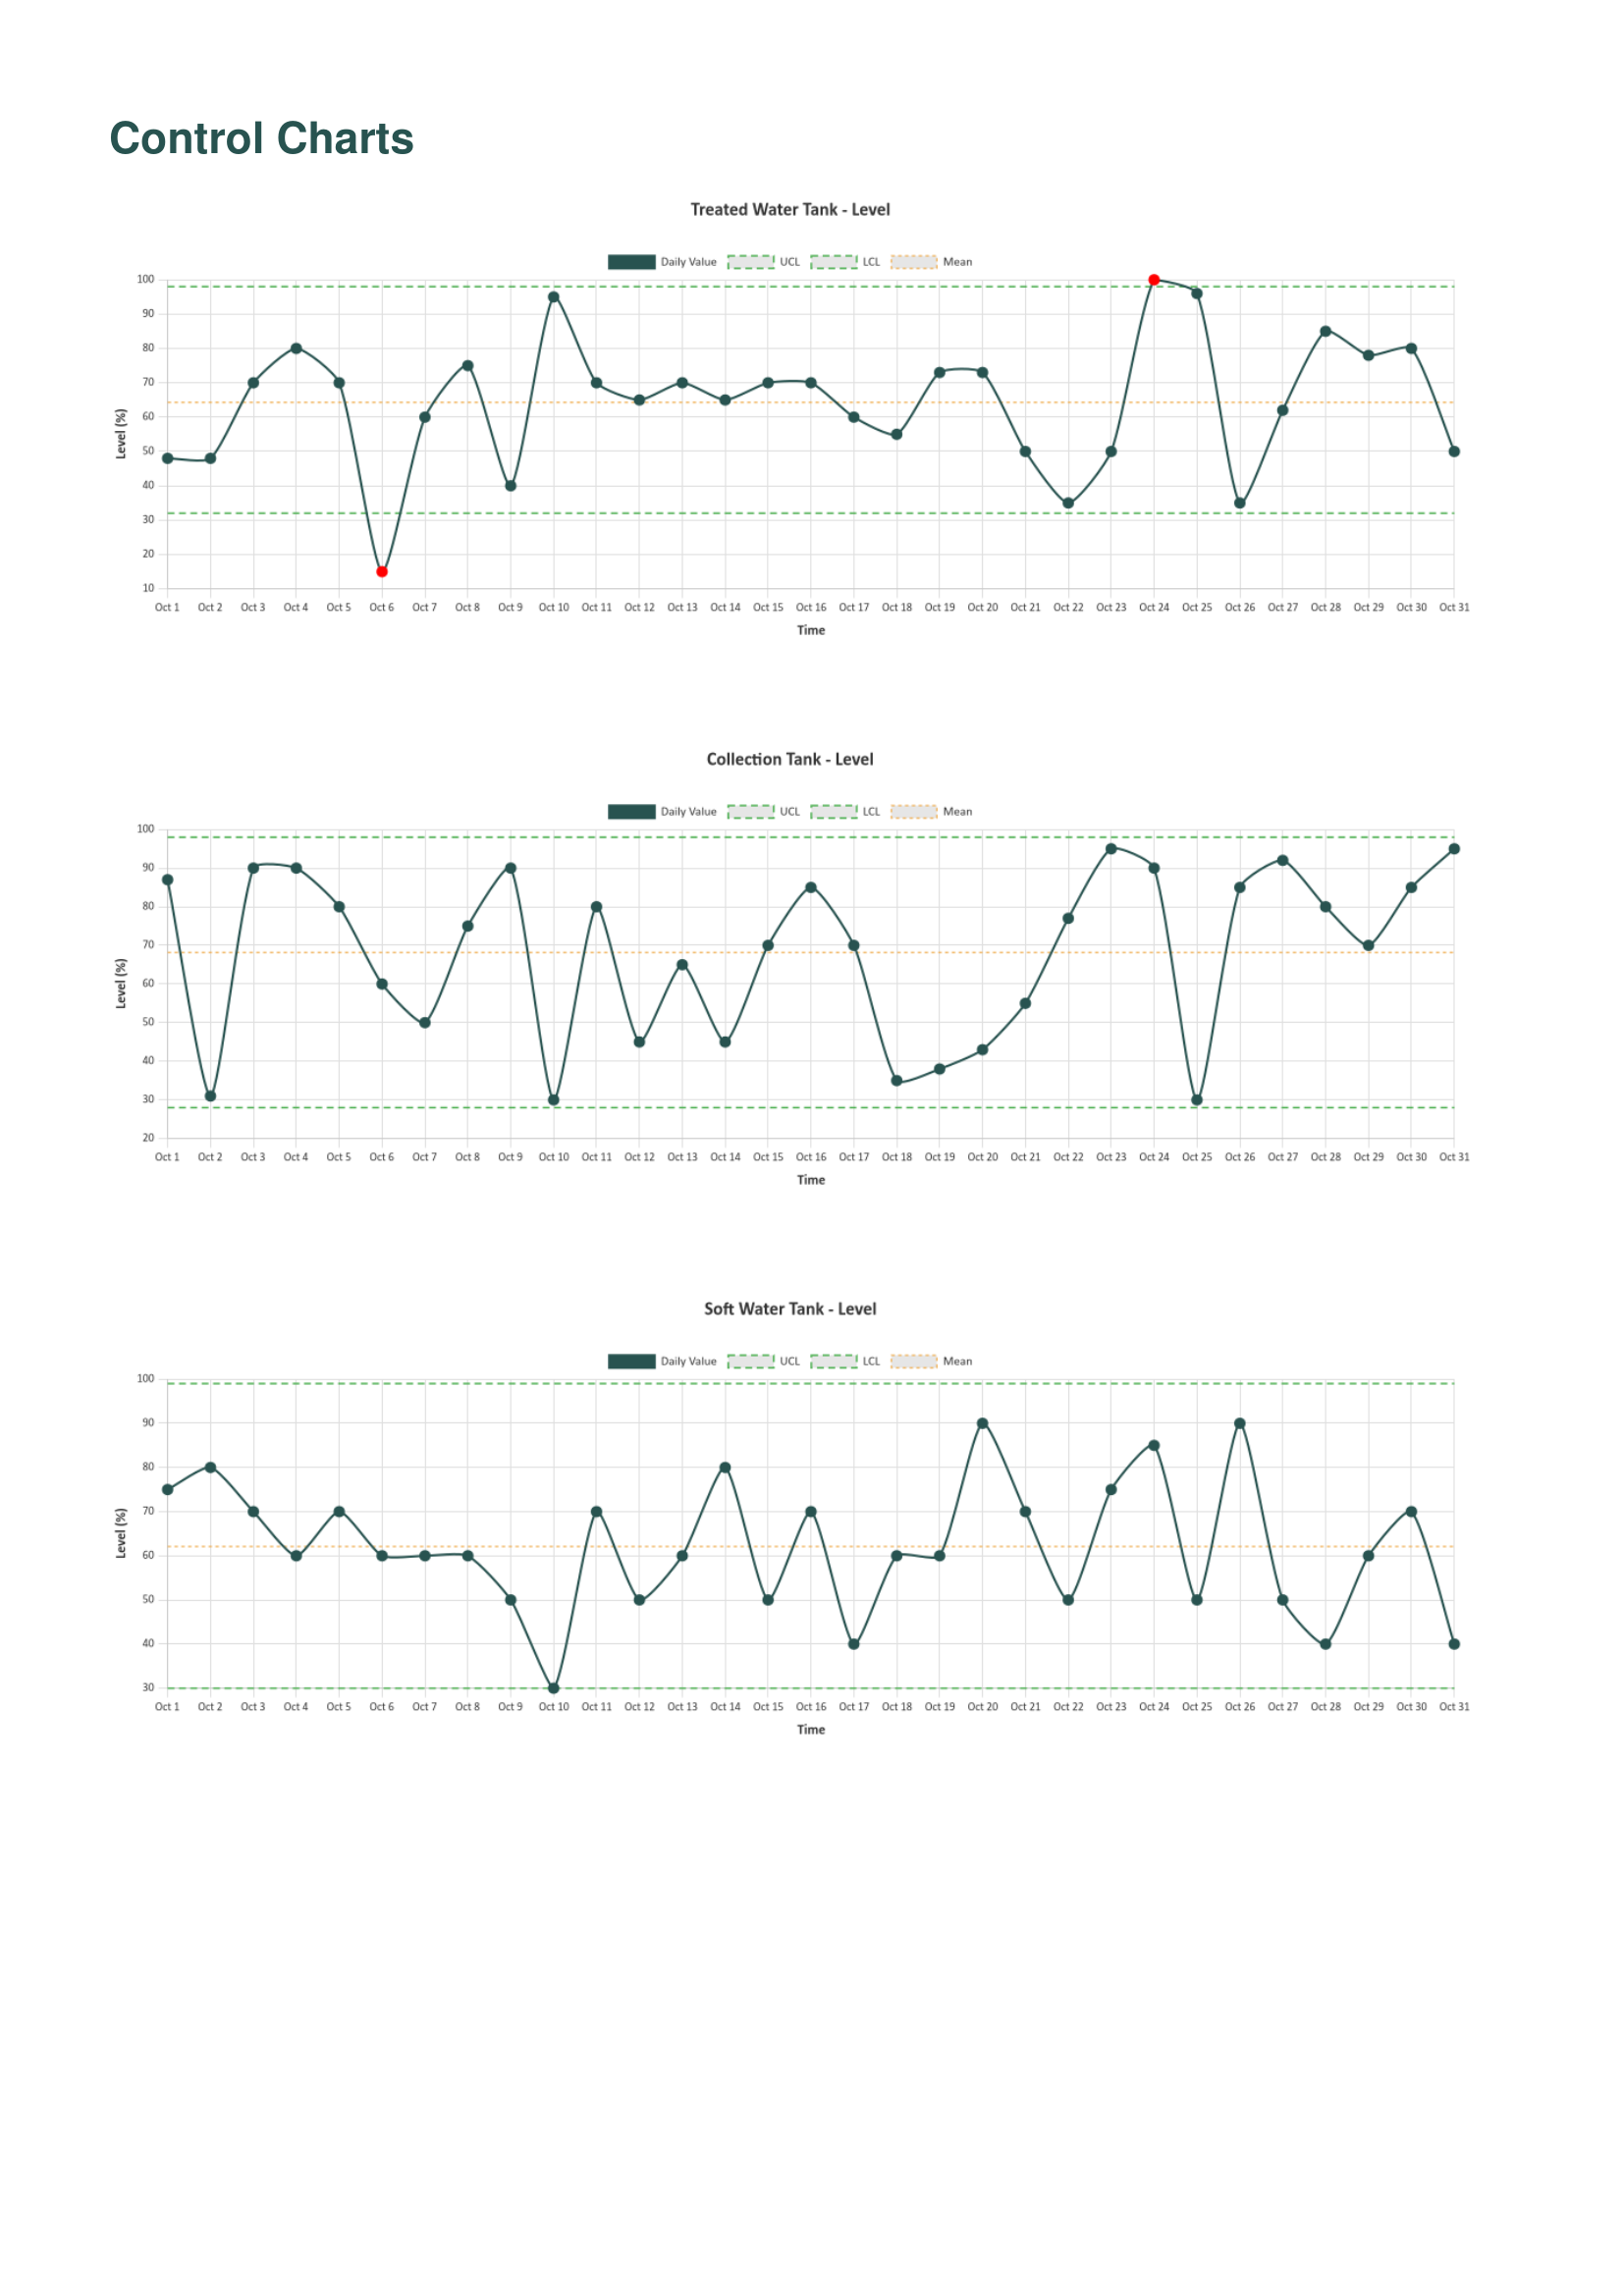 Control Charts
Treated Water Tank - Level
Daily Value UCL LCL Mean
100
90
80
70
60
50
40
30
20
10
Level (%)
Oct 1 Oct 2 Oct 3 Oct 4 Oct 5 Oct 6 Oct 7 Oct 8 Oct 9 Oct 10 Oct 11 Oct 12 Oct 13 Oct 14 Oct 15 Oct 16 Oct 17 Oct 18 Oct 19 Oct 20 Oct 21 Oct 22 Oct 23 Oct 24 Oct 25 Oct 26 Oct 27 Oct 28 Oct 29 Oct 30 Oct 31
Time
Collection Tank - Level
Daily Value UCL LCL Mean
100
90
80
70
60
50
40
30
20
Level (%)
Oct 1 Oct 2 Oct 3 Oct 4 Oct 5 Oct 6 Oct 7 Oct 8 Oct 9 Oct 10 Oct 11 Oct 12 Oct 13 Oct 14 Oct 15 Oct 16 Oct 17 Oct 18 Oct 19 Oct 20 Oct 21 Oct 22 Oct 23 Oct 24 Oct 25 Oct 26 Oct 27 Oct 28 Oct 29 Oct 30 Oct 31
Time
Soft Water Tank - Level
Daily Value UCL LCL Mean
100
90
80
70
60
50
40
30
Level (%)
Oct 1 Oct 2 Oct 3 Oct 4 Oct 5 Oct 6 Oct 7 Oct 8 Oct 9 Oct 10 Oct 11 Oct 12 Oct 13 Oct 14 Oct 15 Oct 16 Oct 17 Oct 18 Oct 19 Oct 20 Oct 21 Oct 22 Oct 23 Oct 24 Oct 25 Oct 26 Oct 27 Oct 28 Oct 29 Oct 30 Oct 31
Time